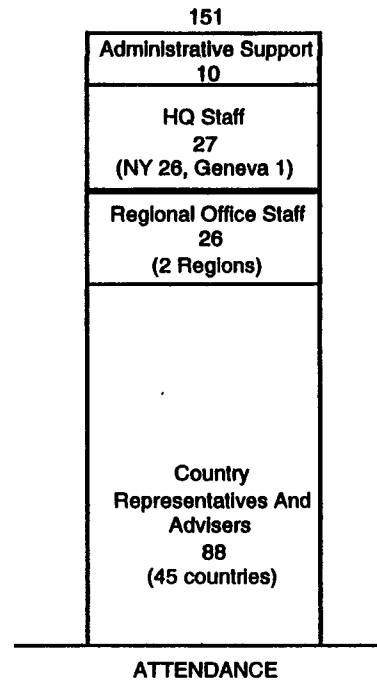 151
Administrative Support
10
HQ Staff
27
(NY 26, Geneva 1)
Regional Office Staff
26
(2 Regions)
Country
Representatives And
Advisers
88
(45 countries)
ATTENDANCE